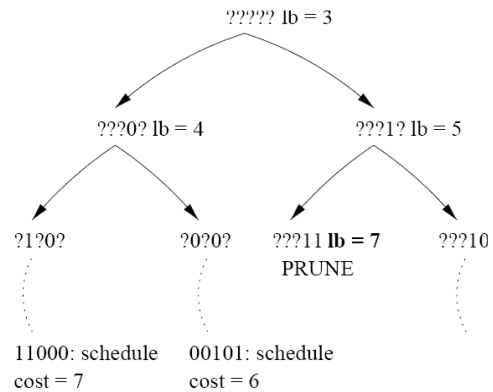 ????? lb = 3
???0? lb = 4
???1? lb = 5
?1?0?
?0?0?
???11 lb = 7
???10
PRUNE
11000: schedule
cost = 7
00101: schedule
cost = 6